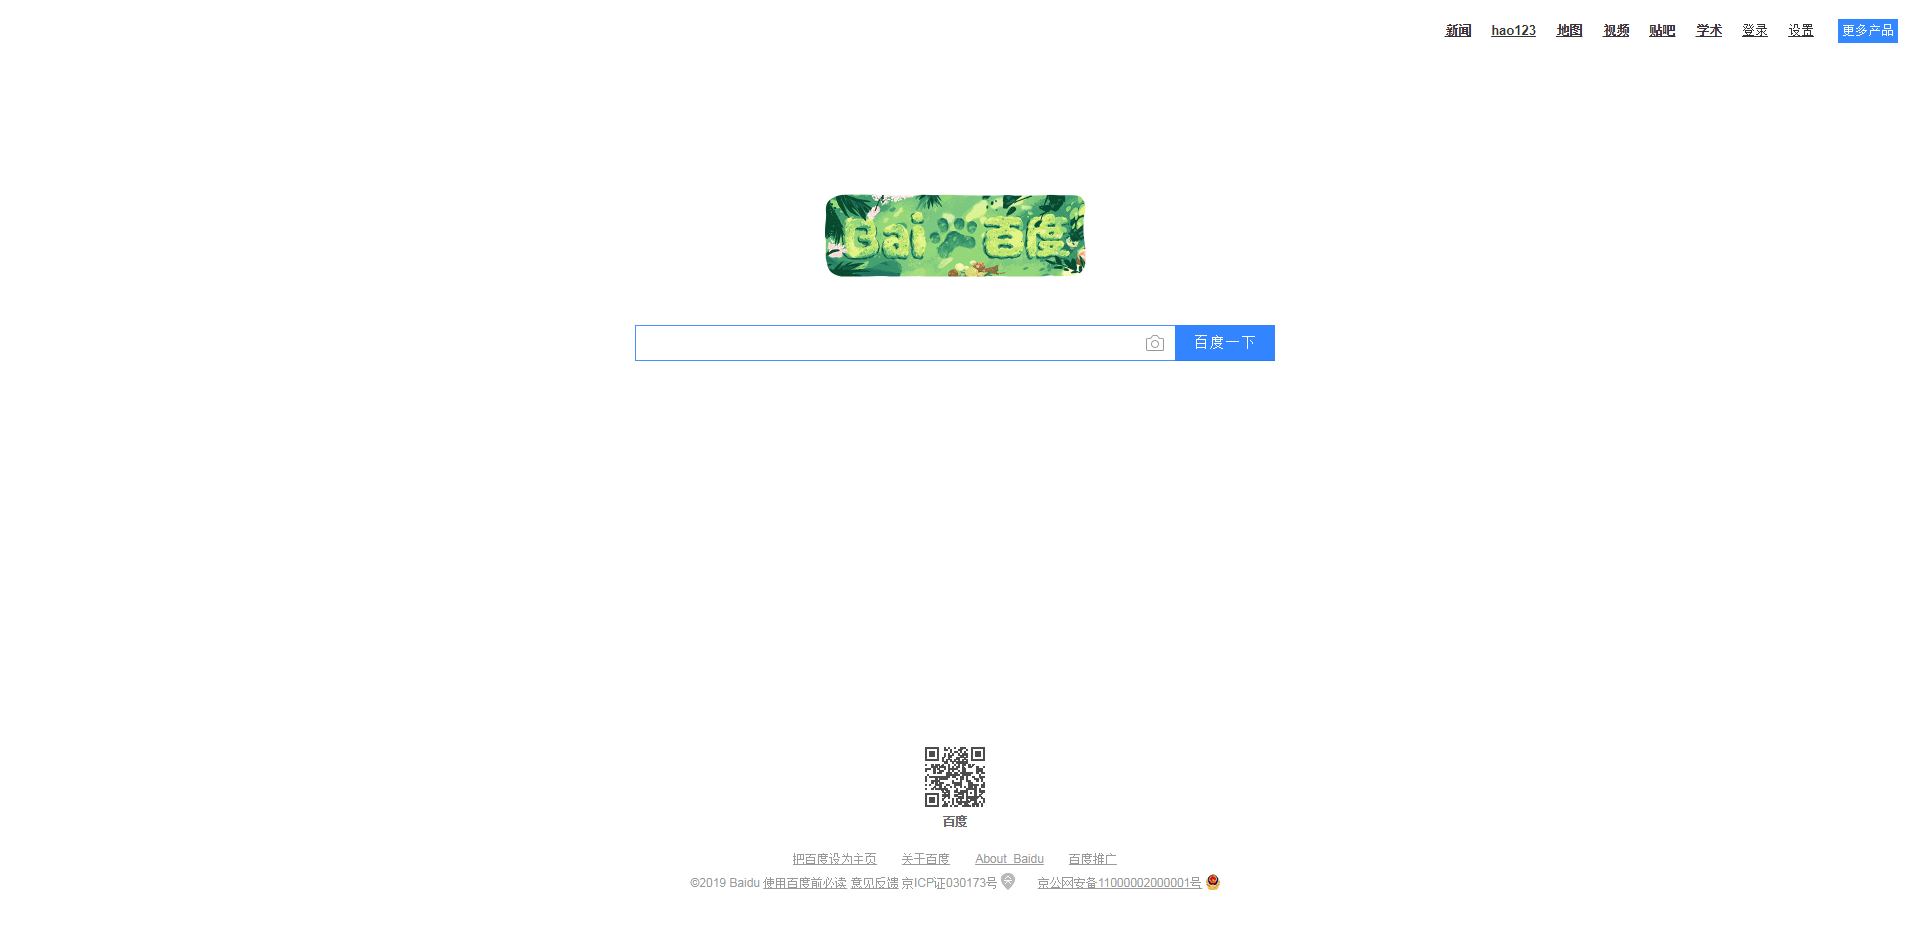 新闻 hao123 地图 视频 贴吧 学术 登录 设置 更多产品
Bai 百度
百度一下
百度
把百度设为主页 关于百度 About Baidu 百度推广
©2019 Baidu 使用百度前必读 意见反馈 京ICP证030173号 京公网安备11000002000001号